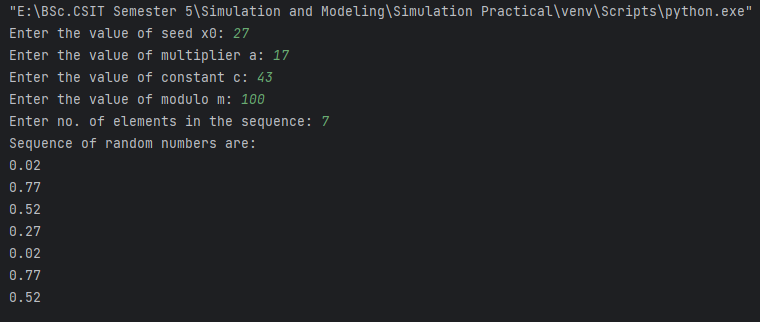 "E:\BSc.CSIT Semester 5\Simulation and Modeling\Simulation Practical\venv\Scripts\python.exe"
Enter the value of seed x0: 27
Enter the value of multiplier a: 17
Enter the value of constant c: 43
Enter the value of modulo m: 100
Enter no. of elements in the sequence: 7
Sequence of random numbers are:
0.02
0.77
0.52
0.27
0.02
0.77
0.52